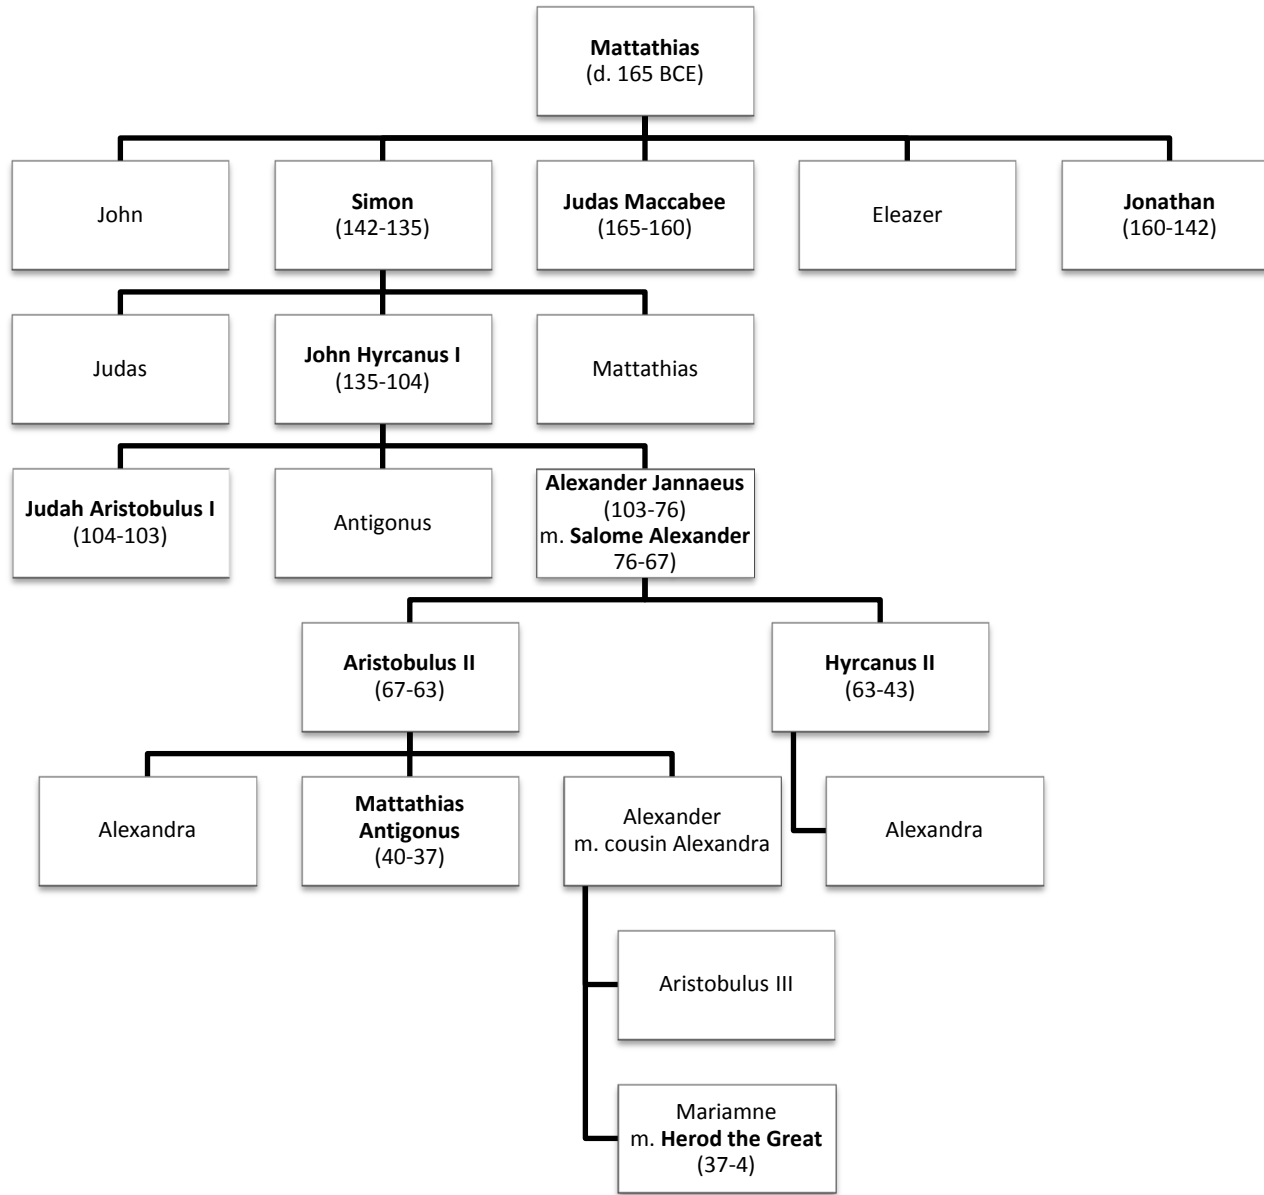 Mattathias
(d. 165 BCE)
John
Simon
(142-135)
Judas Maccabee
(165-160)
Eleazer
Jonathan
(160-142)
Judas
John Hyrcanus I
(135-104)
Mattathias
Judah Aristobulus I
(104-103)
Antigonus
Alexander Jannaeus
(103-76)
m. Salome Alexander
76-67)
Aristobulus II
(67-63)
Hyrcanus II
(63-43)
Alexandra
Mattathias
Antigonus
(40-37)
Alexander
m. cousin Alexandra
Alexandra
Aristobulus III
Mariamne
m. Herod the Great
(37-4)